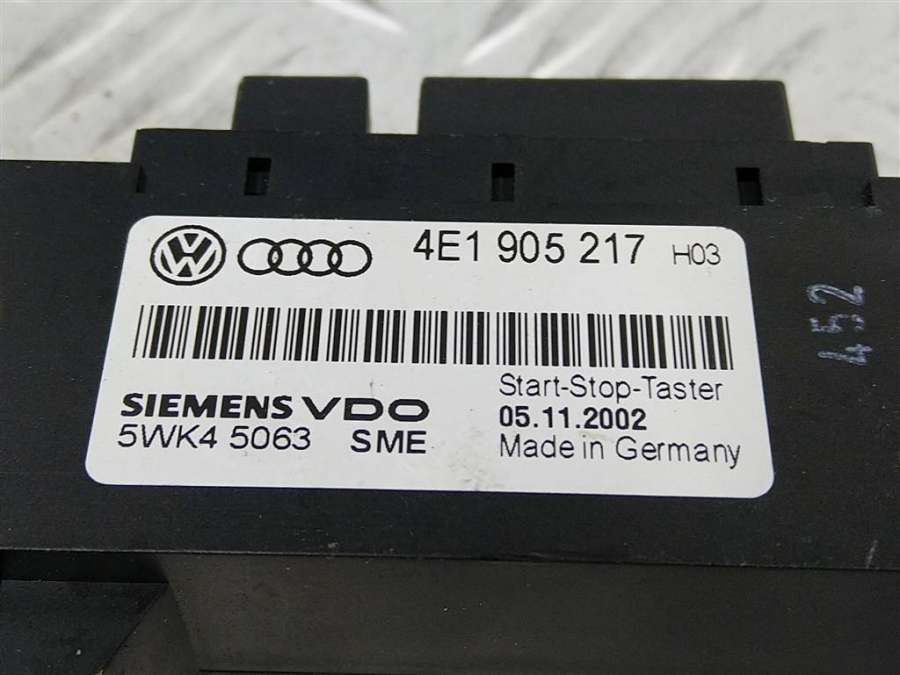 4E1 905 217 H03
SIEMENS VDO
5WK4 5063 SME
Start-Stop-Taster
05.11.2002
Made in Germany
452